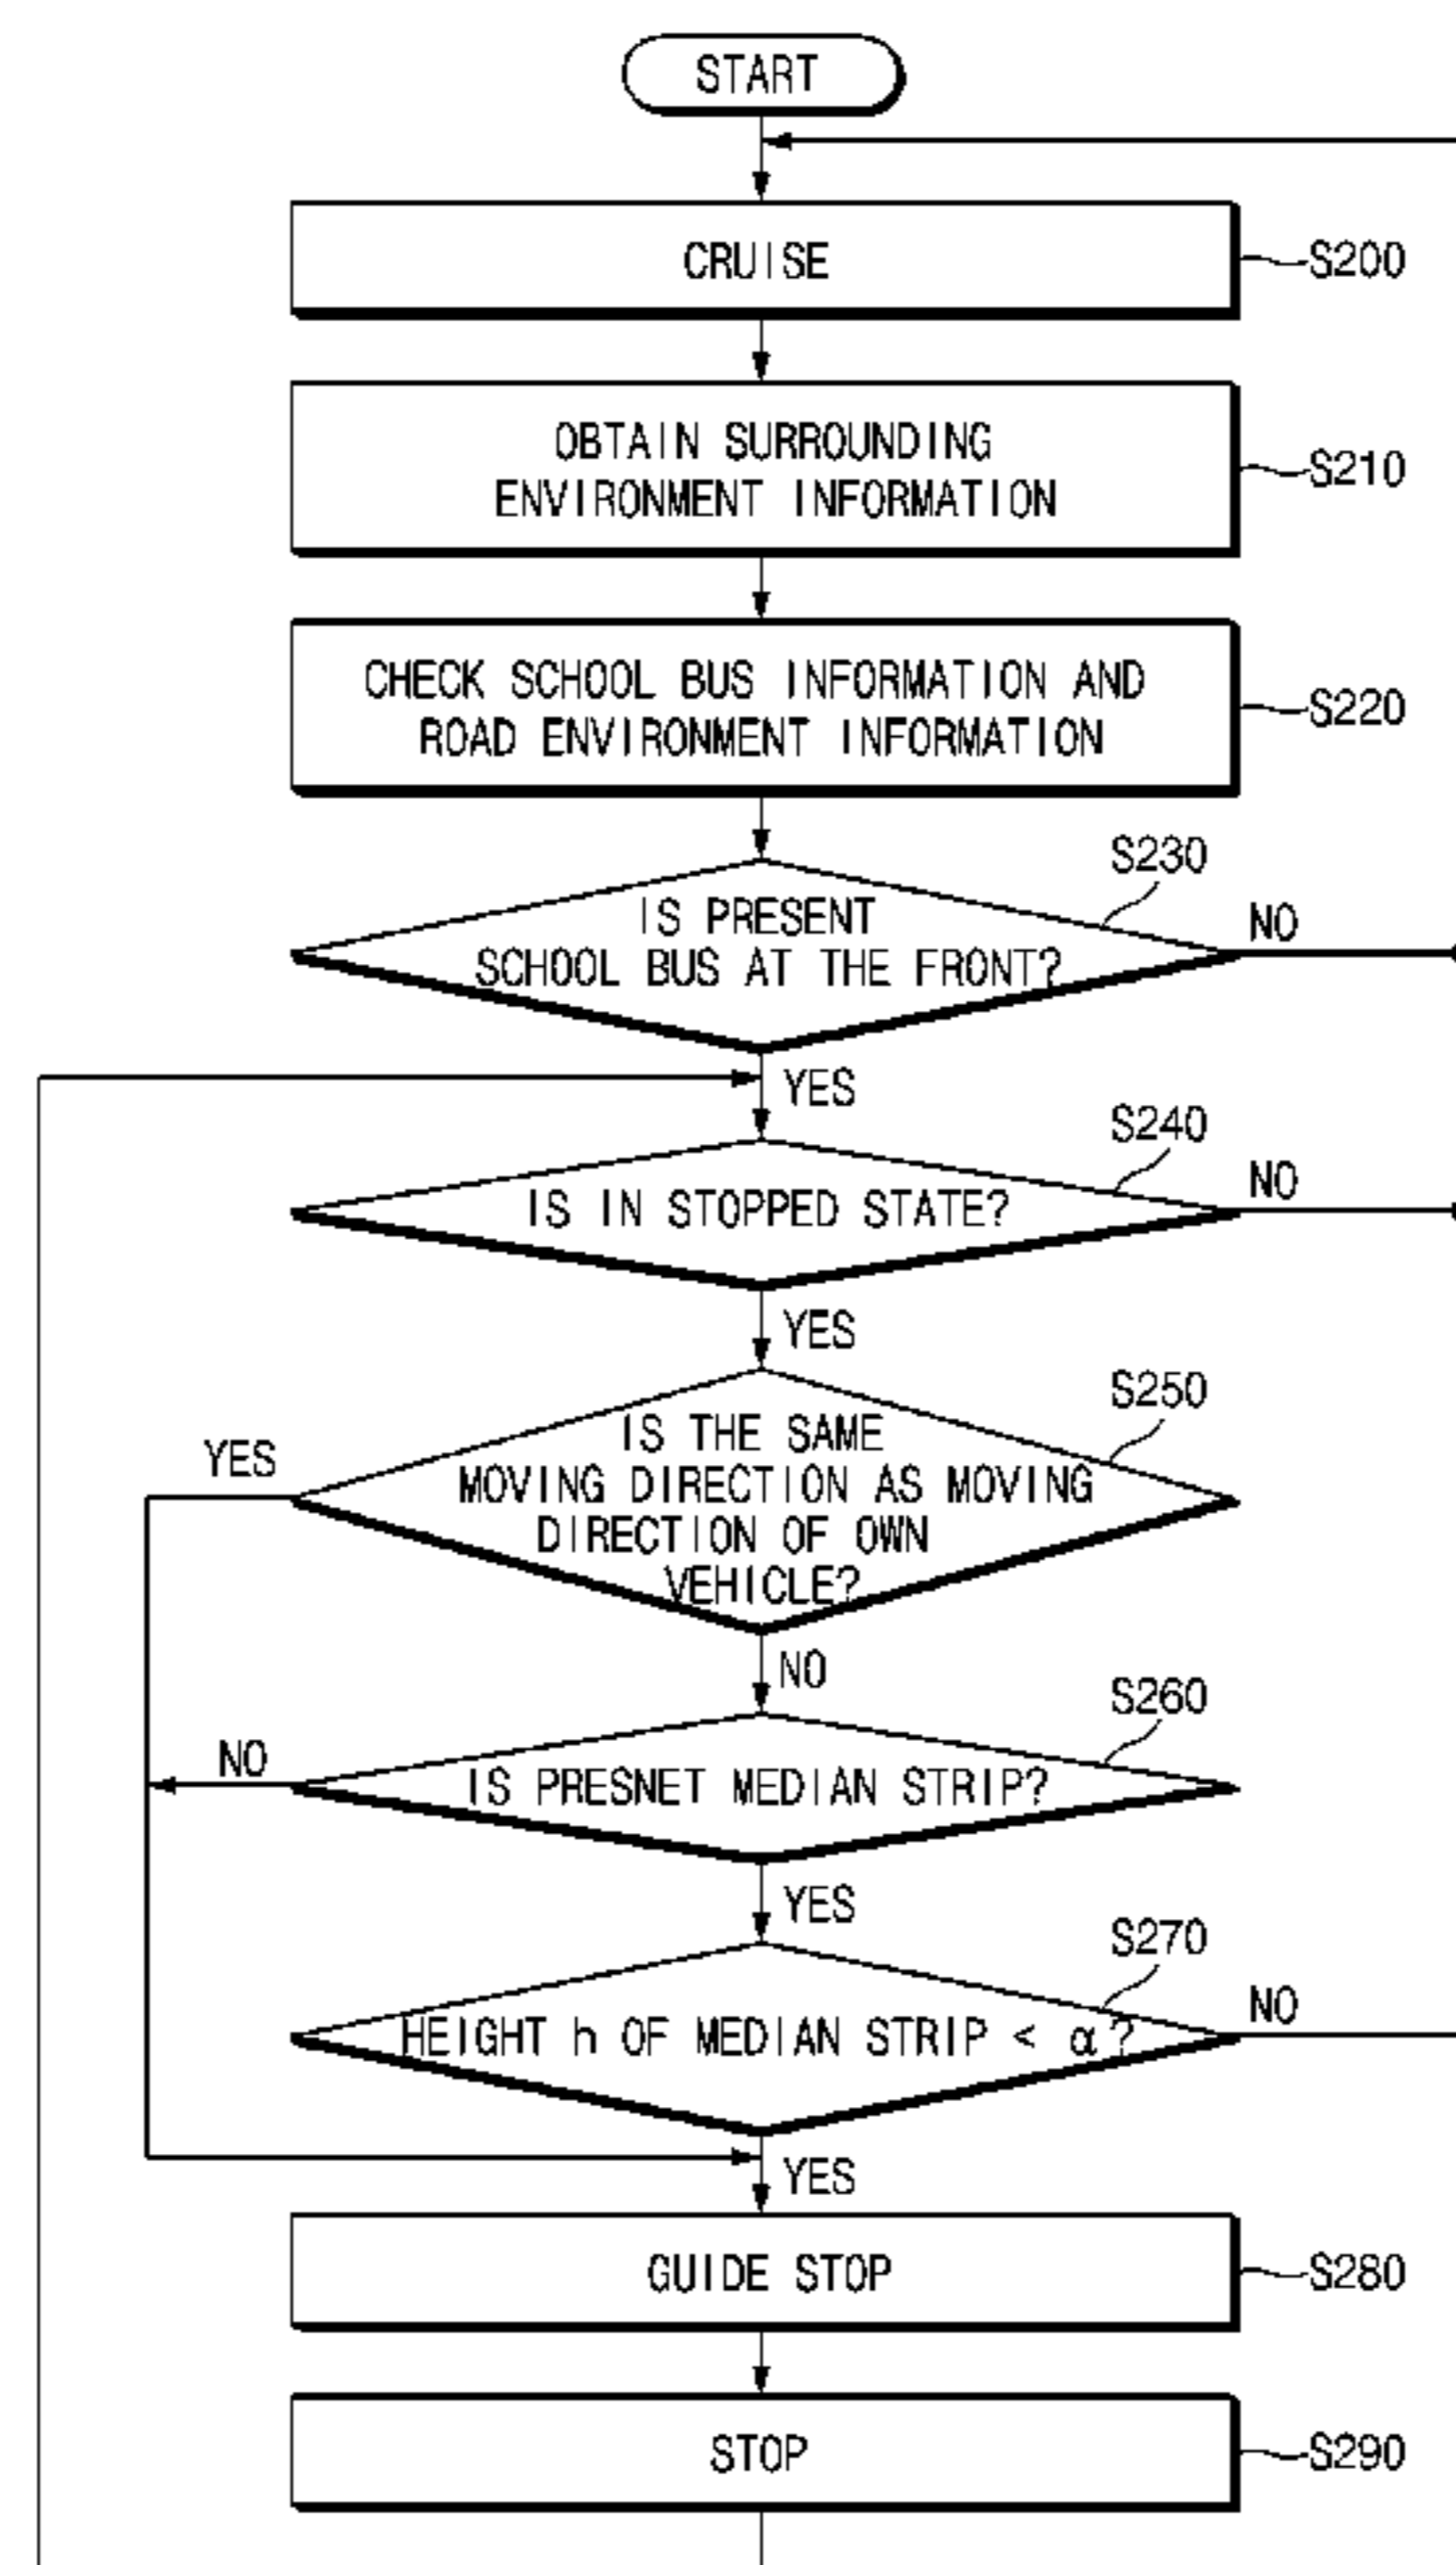 START
CRUISE
S200
OBTAIN SURROUNDING
ENVIRONMENT INFORMATION
S210
CHECK SCHOOL BUS INFORMATION AND
ROAD ENVIRONMENT INFORMATION
S220
S230
IS PRESENT
SCHOOL BUS AT THE FRONT?
NO
YES
S240
IS IN STOPPED STATE?
NO
YES
S250
IS THE SAME
MOVING DIRECTION AS MOVING
DIRECTION OF OWN
VEHICLE?
YES
NO
S260
IS PRESNET MEDIAN STRIP?
NO
YES
S270
HEIGHT h OF MEDIAN STRIP < α?
NO
YES
GUIDE STOP
S280
STOP
S290